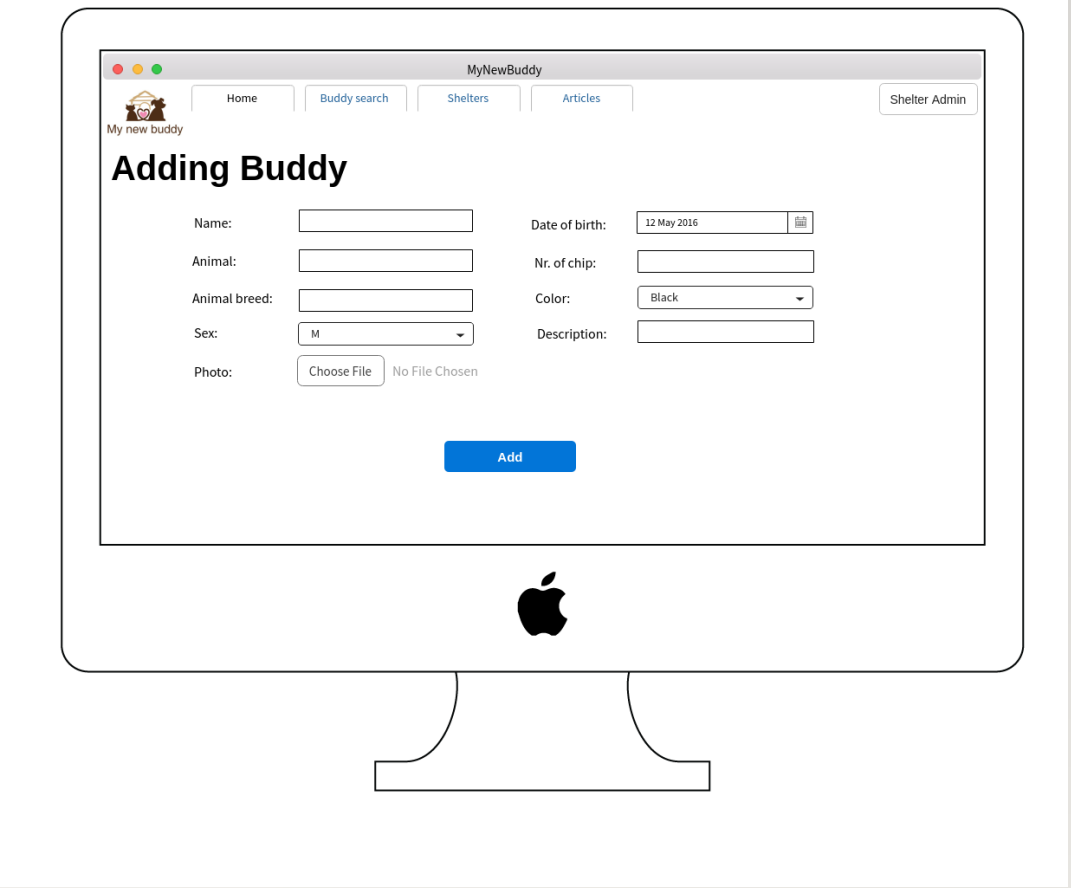 MyNewBuddy
Home Buddy search Shelters Articles Shelter Admin
My new buddy
Adding Buddy
Name: Date of birth: 12 May 2016
Animal: Nr. of chip:
Animal breed: Color: Black
Sex: M Description:
Photo: Choose File No File Chosen
Add